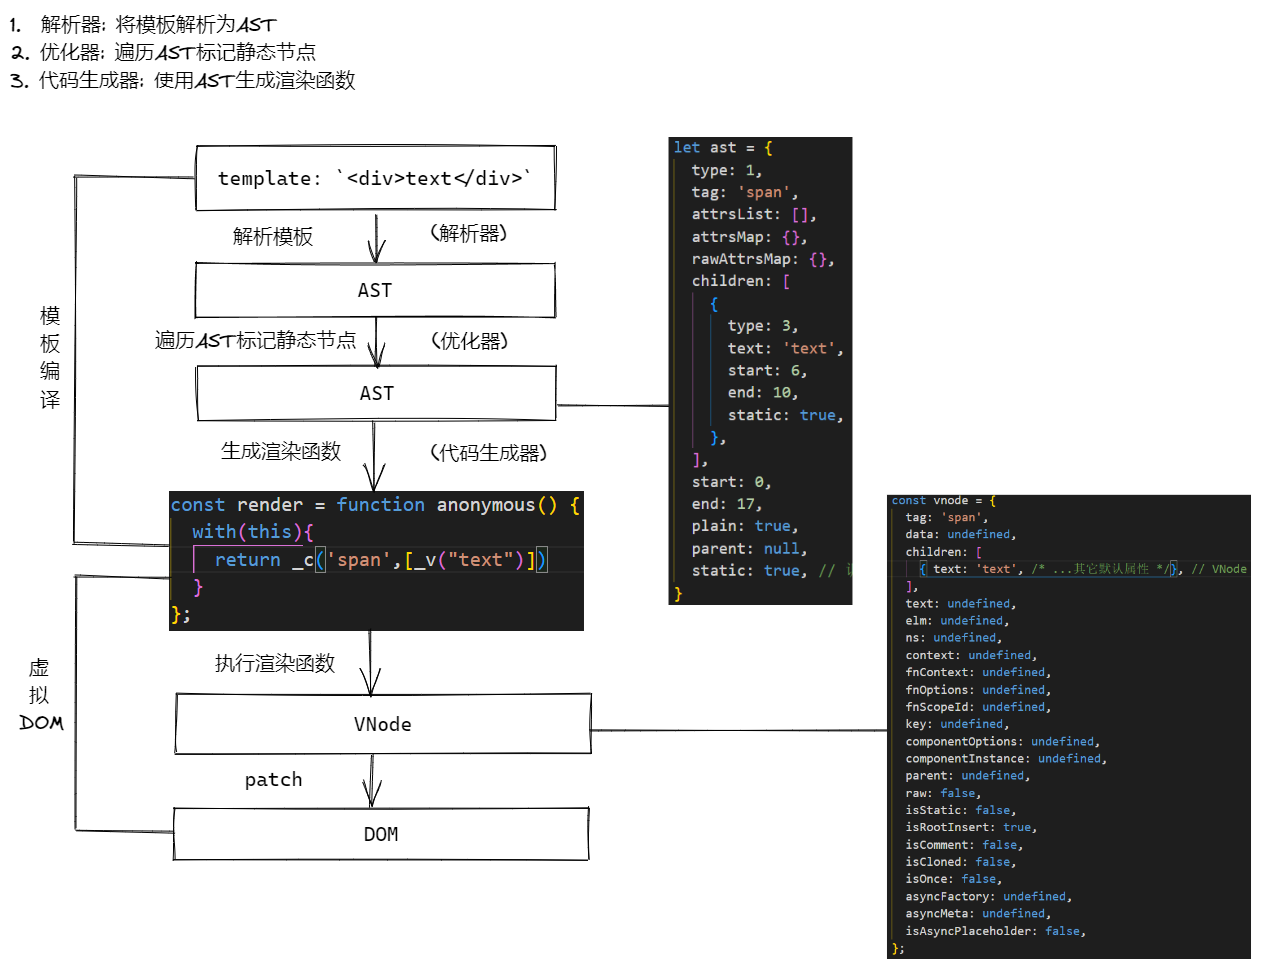 1. 解析器: 将模板解析为AST
2. 优化器: 遍历AST标记静态节点
3. 代码生成器: 使用AST生成渲染函数
template: `<div>text</div>`
解析模板
(解析器)
AST
遍历AST标记静态节点
(优化器)
AST
生成渲染函数
(代码生成器)
模
板
编
译
const render = function anonymous() {
with(this){
return _c('span',[_v("text")])
}
};
执行渲染函数
VNode
patch
DOM
虚
拟
DOM
let ast = {
type: 1,
tag: 'span',
attrsList: [],
attrsMap: {},
rawAttrsMap: {},
children: [
{
type: 3,
text: 'text',
start: 6,
end: 10,
static: true,
},
],
start: 0,
end: 17,
plain: true,
parent: null,
static: true, //
}
const vnode = {
tag: 'span',
data: undefined,
children: [
{ text: 'text', /* ...其它默认属性 */}, // VNode
],
text: undefined,
elm: undefined,
ns: undefined,
context: undefined,
fnContext: undefined,
fnOptions: undefined,
fnScopeId: undefined,
key: undefined,
componentOptions: undefined,
componentInstance: undefined,
parent: undefined,
raw: false,
isStatic: false,
isRootInsert: true,
isComment: false,
isCloned: false,
isOnce: false,
asyncFactory: undefined,
asyncMeta: undefined,
isAsyncPlaceholder: false,
};